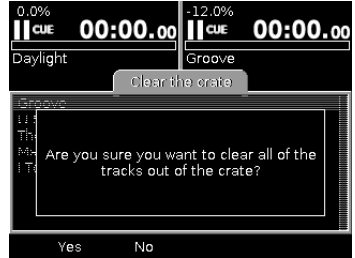 0.0%
-12.0%
CUE 00:00.00
CUE 00:00.00
Daylight
Groove
Clear the crate
Groove
Are you sure you want to clear all of the
tracks out of the crate?
Yes No